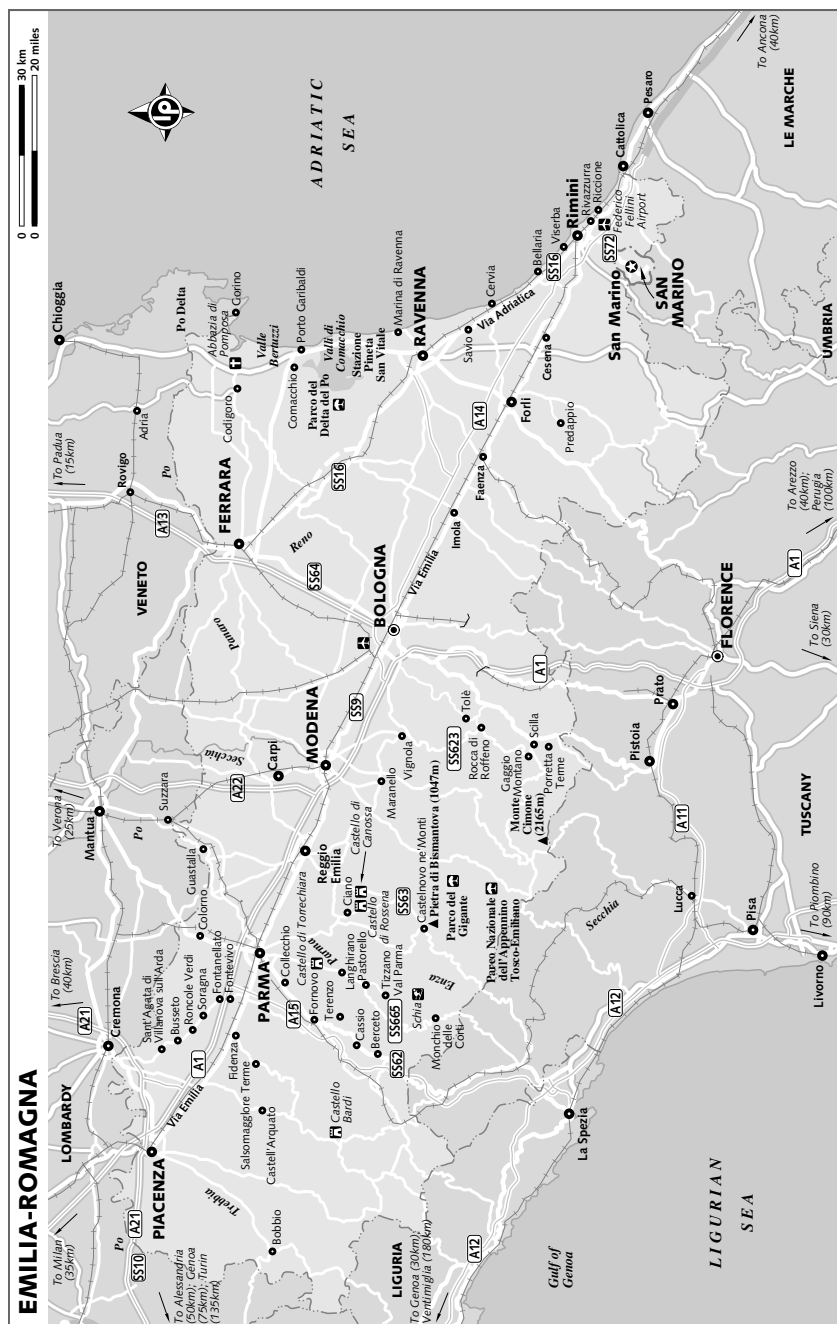 EMILIA-ROMAGNA
0 30 km
0 20 miles
LP
To Milan
(35km)
LOMBARDY
To Brescia
(40km)
To Verona
(25km)
To Padua
(15km)
Chioggia
A21
Cremona
Mantua
Po
Suzzara
VENETO
Rovigo
A13
Adria
Po
Po Delta
ADRIATIC
SEA
SS10
A21
PIACENZA
Po
To Alessandria
(50km); Genoa
(75km); Turin
(135km)
Via Emilia
Sant'Agata di
Villanova sull'Arda
Busseto
Roncole Verdi
Soragna
Fontanellato
Fontevivo
A1
Colorno
Guastalla
Secchia
Carpi
A22
Panaro
FERRARA
Codigoro
Abbazia di
Pomposa
Gorino
Valle
Bertuzzi
Porto Garibaldi
Comacchio
Valli di
Comacchio
Parco del
Delta del Po
Stazione
Pineta
San Vitale
Marina di Ravenna
RAVENNA
Fidenza
Salsomaggiore Terme
Castell'Arquato
Trebbia
Bobbio
Castello
Bardi
PARMA
Collecchio
A15
Castello di Torrechiara
Fornovo
Parma
Terenzo
Langhirano
Pastorello
Cassio
Berceto
SS62
SS665
Tizzano
Val Parma
Schia
Monchio
delle
Corti
Enza
Reggio
Emilia
Ciano
Castello di
Canossa
Castello
di Rossena
SS63
Castelnovo ne'Monti
Pietra di Bismantova (1047m)
Parco del
Gigante
Parco Nazionale
dell'Appennino
Tosco-Emiliano
Secchia
MODENA
SS9
Maranello
Vignola
SS623
Tolè
Rocca di
Roffeno
Monte
Cimone
(2165m)
Gaggio
Montano
Scilla
Porretta
Terme
SS64
Reno
BOLOGNA
Via Emilia
SS16
Imola
Faenza
A14
Forli
Predappio
Cesena
Savio
Cervia
Via Adriatica
Bellaria
SS16
Viserba
Rimini
Rivazzurra
Riccione
Federico
Fellini
Airport
SS72
San Marino
SAN
MARINO
Cattolica
Pesaro
To Ancona
(40km)
LE MARCHE
UMBRIA
LIGURIA
To Genoa (30km);
Ventimiglia (180km)
A12
Gulf of
Genoa
La Spezia
LIGURIAN
SEA
A12
Lucca
Pisa
Livorno
To Piombino
(90km)
A11
TUSCANY
Pistoia
Prato
A1
FLORENCE
To Siena
(30km)
A1
To Arezzo
(40km);
Perugia
(100km)